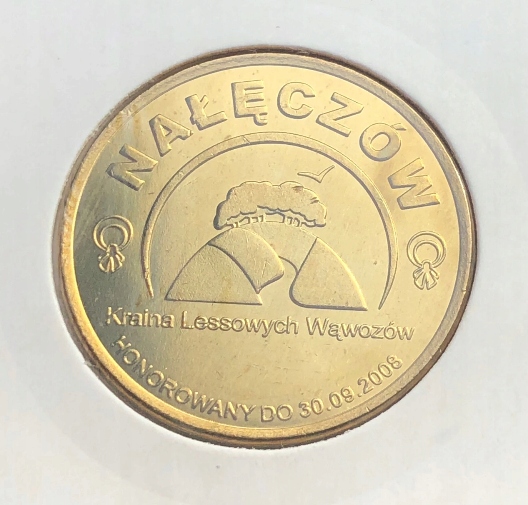 NAŁĘCZÓW
Kraina Lessowych Wąwozów
HONOROWANY DO 30.09.2008